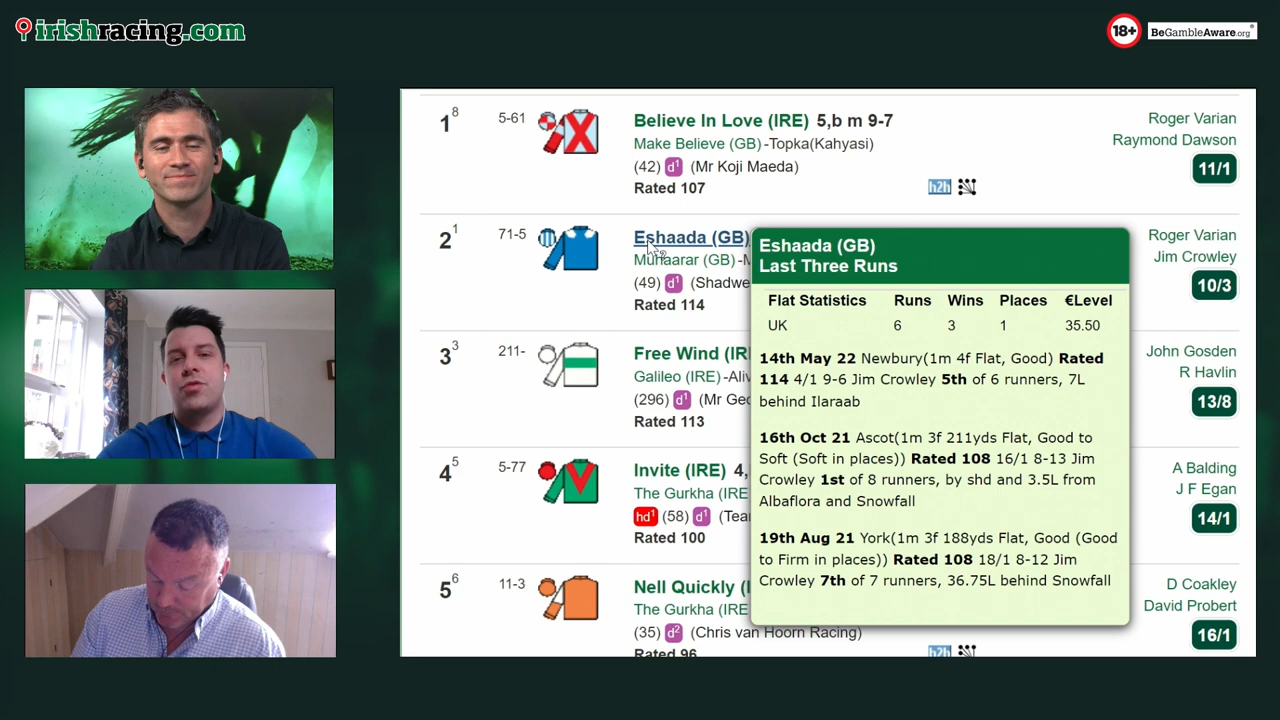 irishracing.com
18+ BeGambleAware.org®
1 8 5-61 Believe In Love (IRE) 5,b m 9-7 Roger Varian
Make Believe (GB) -Topka(Kahyasi) Raymond Dawson
(42) d1 (Mr Koji Maeda) 11/1
Rated 107 h2h
2 1 71-5 Eshaada (GB) Roger Varian
Muhaarar (GB) -M Jim Crowley
(49) d1 (Shadwe 10/3
Rated 114
3 3 211- Free Wind (IR John Gosden
Galileo (IRE) -Aliv R Havlin
(296) d1 (Mr Geo 13/8
Rated 113
4 5 5-77 Invite (IRE) 4, A Balding
The Gurkha (IRE J F Egan
hd1 (58) d1 (Tea 14/1
Rated 100
5 6 11-3 Nell Quickly (I D Coakley
The Gurkha (IRE David Probert
(35) d2 (Chris van Hoorn Racing) 16/1
Rated 96 h2h
Eshaada (GB)
Last Three Runs
Flat Statistics Runs Wins Places €Level
UK 6 3 1 35.50
14th May 22 Newbury(1m 4f Flat, Good) Rated
114 4/1 9-6 Jim Crowley 5th of 6 runners, 7L
behind Ilaraab
16th Oct 21 Ascot(1m 3f 211yds Flat, Good to
Soft (Soft in places)) Rated 108 16/1 8-13 Jim
Crowley 1st of 8 runners, by shd and 3.5L from
Albaflora and Snowfall
19th Aug 21 York(1m 3f 188yds Flat, Good (Good
to Firm in places)) Rated 108 18/1 8-12 Jim
Crowley 7th of 7 runners, 36.75L behind Snowfall